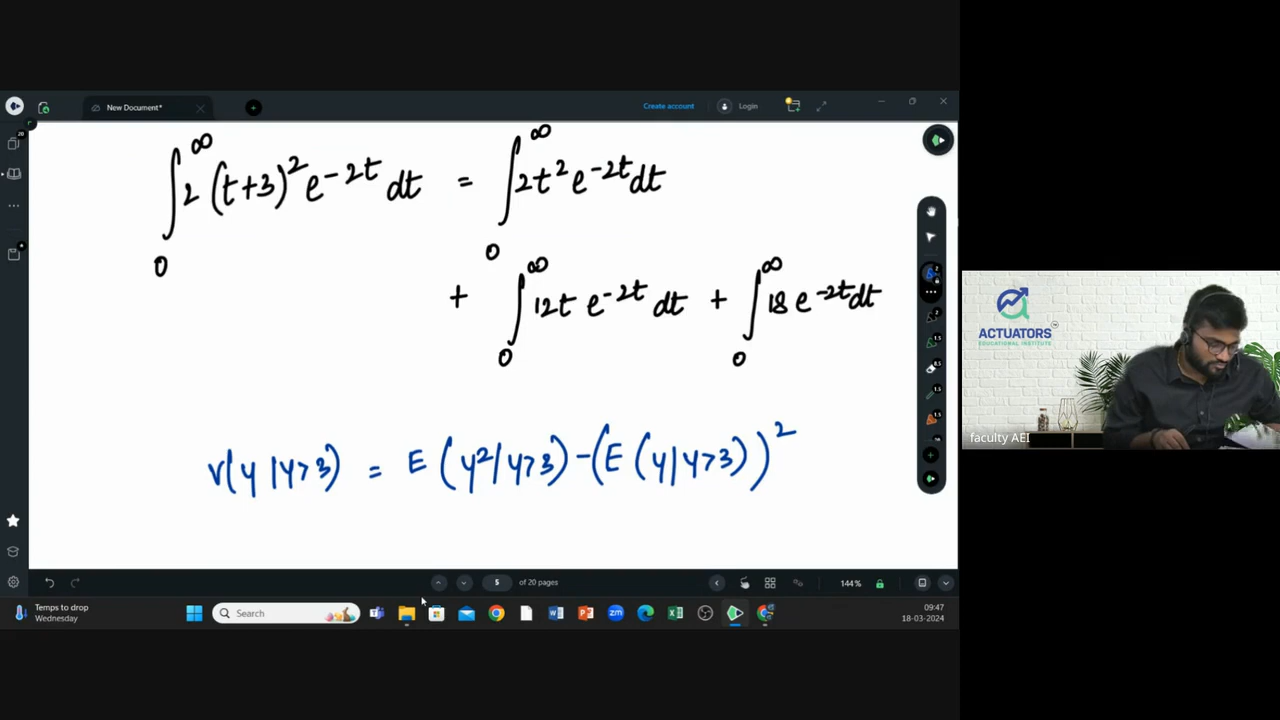 New Document*
Create account
Login
20
∫₀^∞ 2 (t+3)² e^{-2t} dt = ∫₀^∞ 2t² e^{-2t} dt
+ ∫₀^∞ 12t e^{-2t} dt + ∫₀^∞ 18 e^{-2t} dt
V(Y | Y>3) = E (Y² | Y>3) - (E (Y | Y>3))²
ACTUATORS
EDUCATIONAL INSTITUTE
faculty AEI
5 of 20 pages
144%
Temps to drop
Wednesday
Search
09:47
18-03-2024